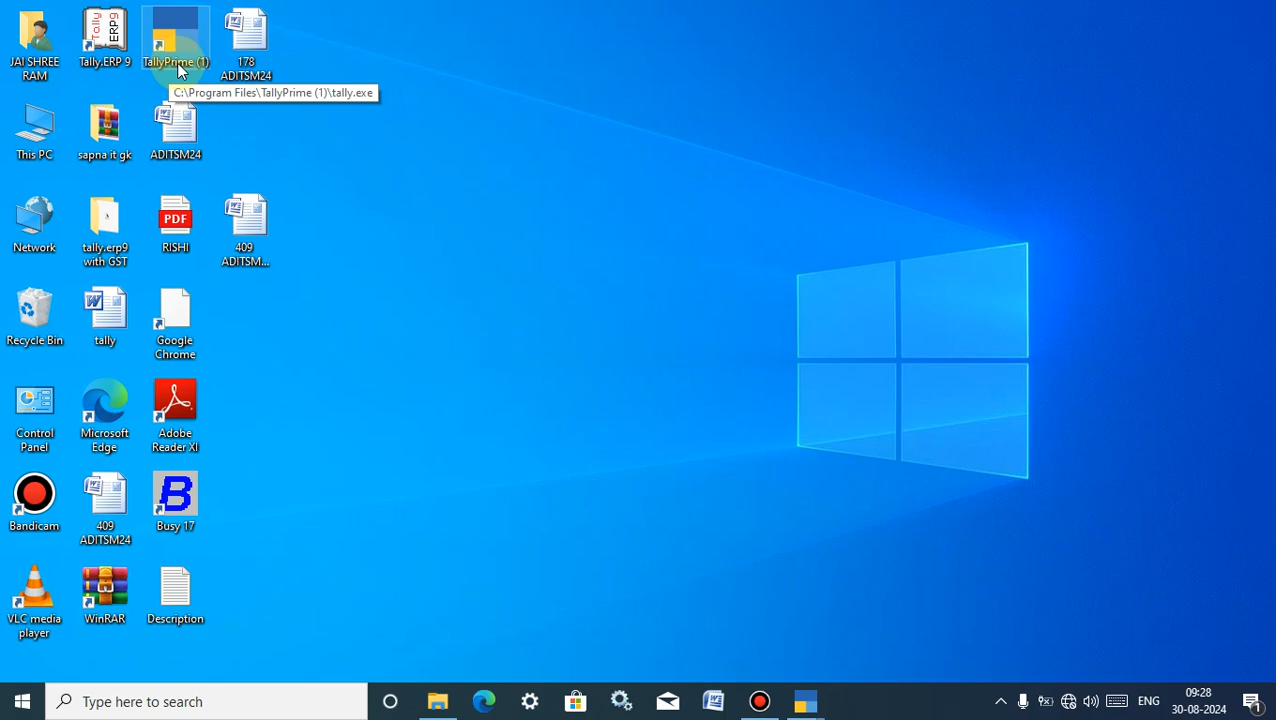 JAI SHREE
RAM
Tally
ERP9
Tally.ERP 9
TallyPrime (1)
178
ADITSM24
C:\Program Files\TallyPrime (1)\tally.exe
This PC
sapna it gk
ADITSM24
Network
tally.erp9
with GST
PDF
RISHI
409
ADITSM...
Recycle Bin
tally
Google
Chrome
Control
Panel
Microsoft
Edge
Adobe
Reader XI
Bandicam
409
ADITSM24
B
Busy 17
VLC media
player
WinRAR
Description
Type here to search
ENG
09:28
30-08-2024
1